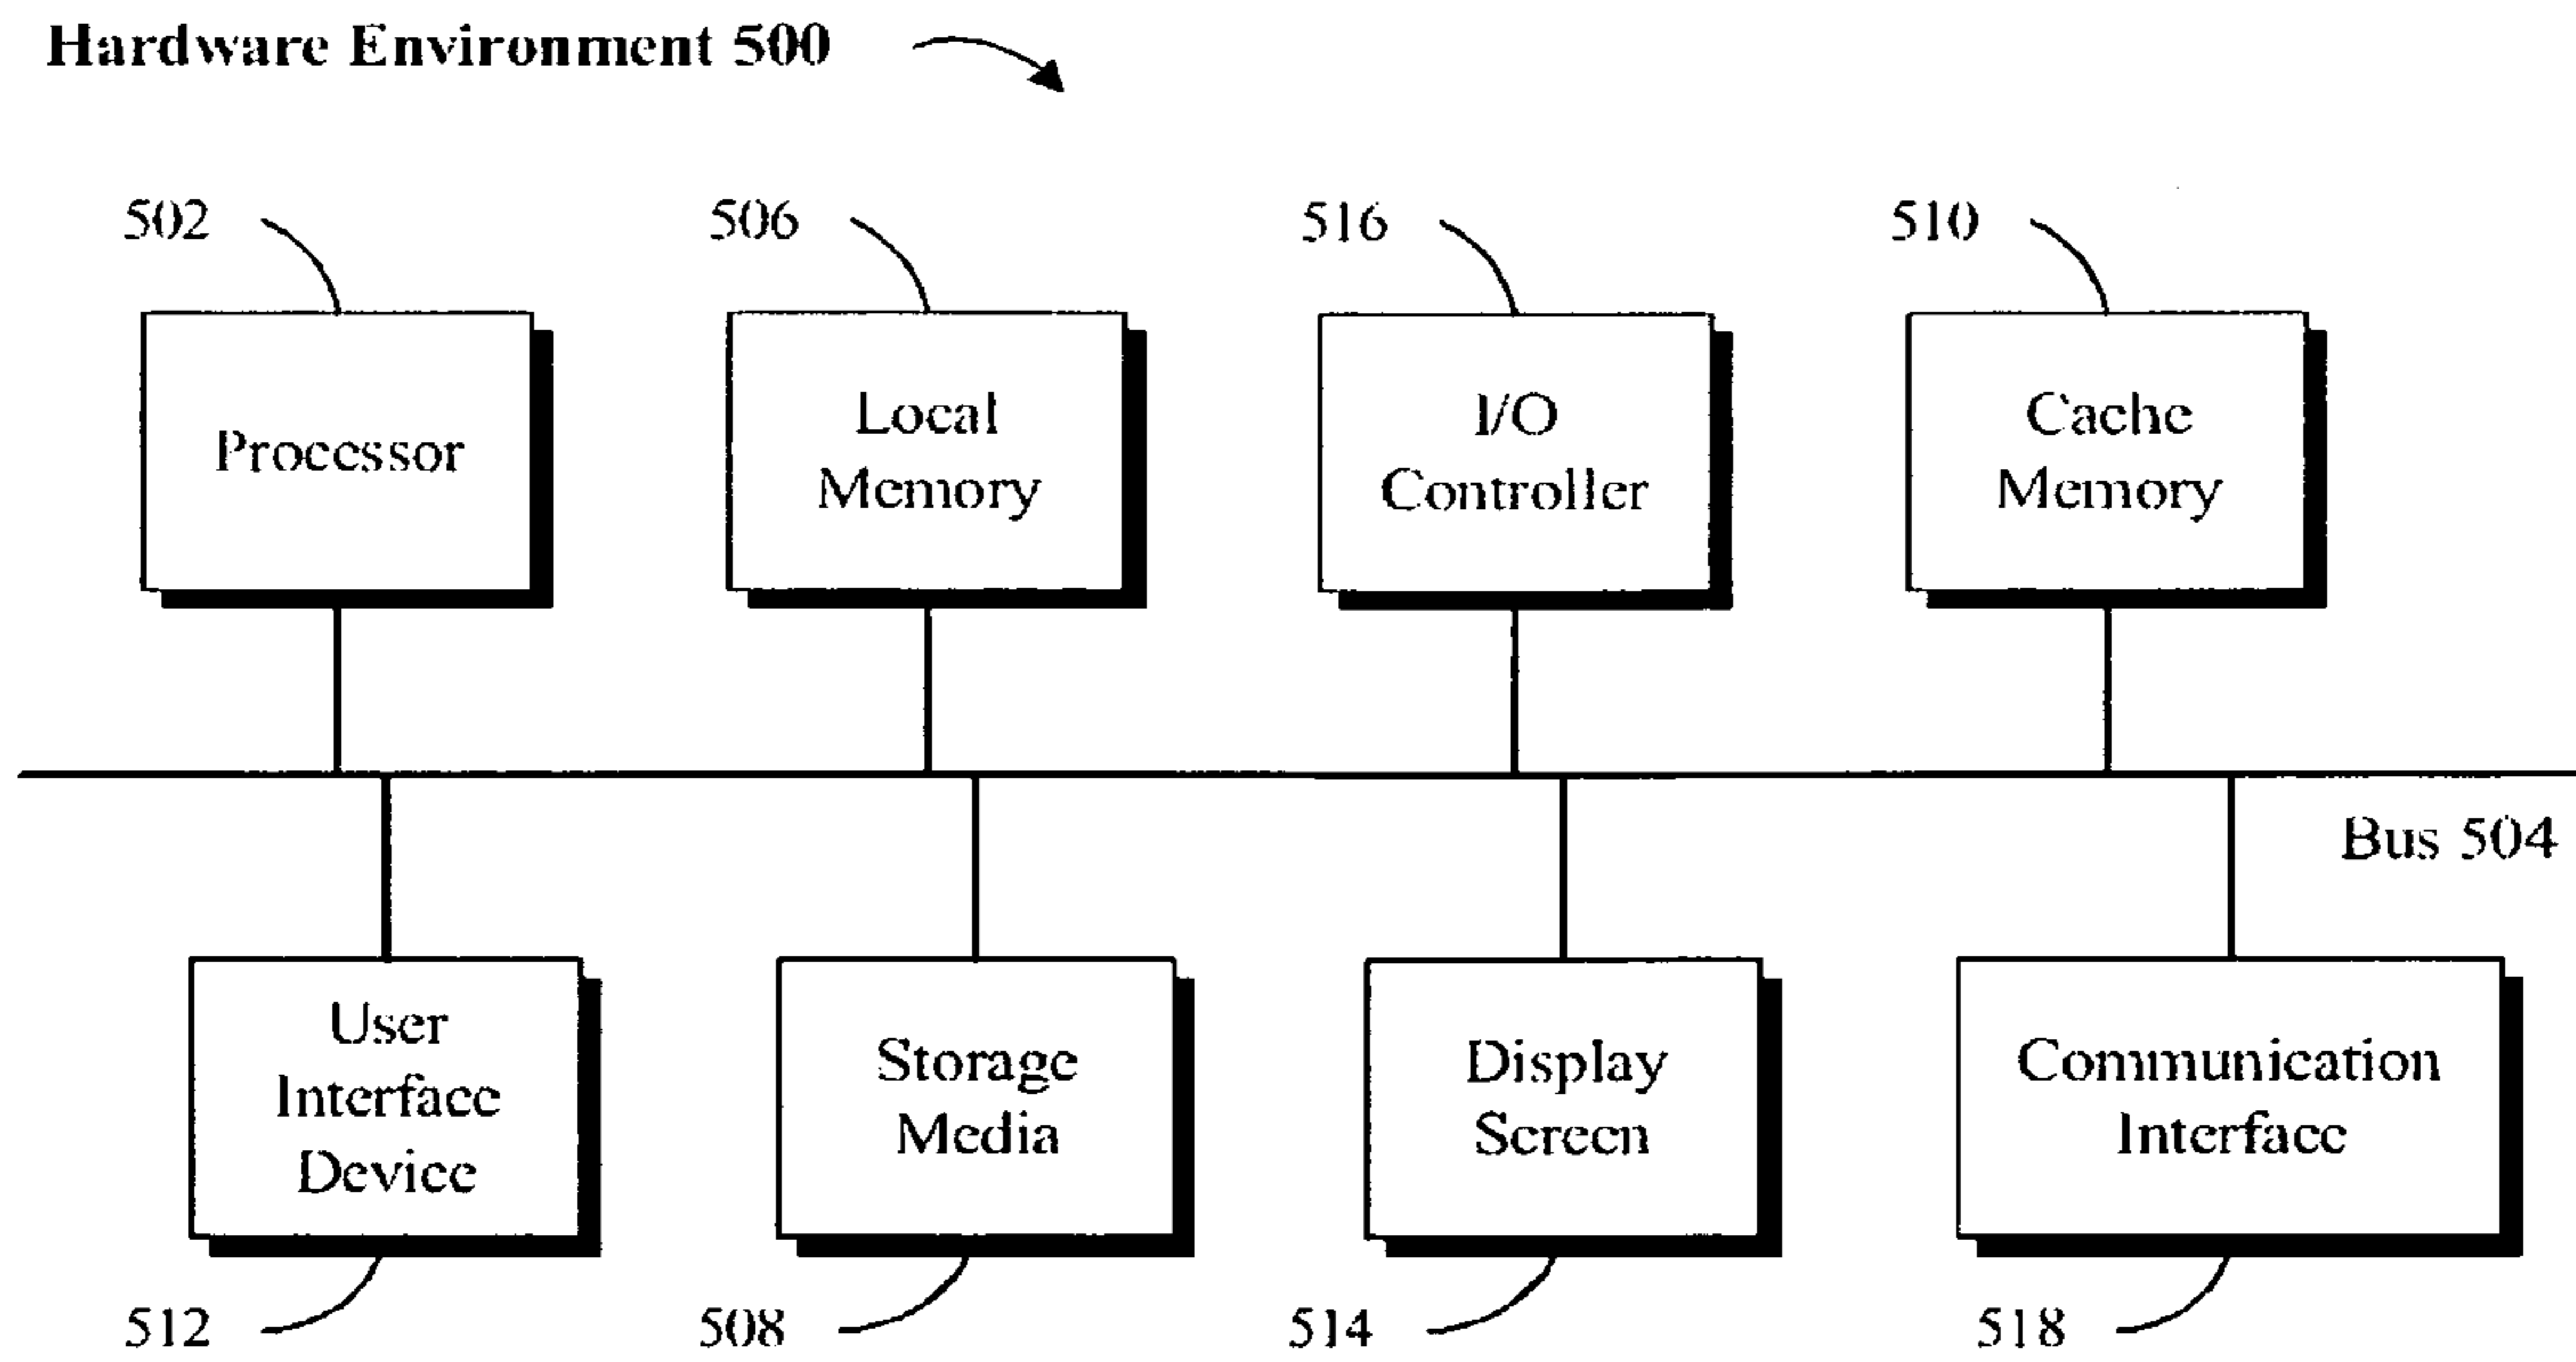 Hardware Environment 500
502
506
516
510
Processor
Local
Memory
I/O
Controller
Cache
Memory
Bus 504
User
Interface
Device
Storage
Media
Display
Screen
Communication
Interface
512
508
514
518